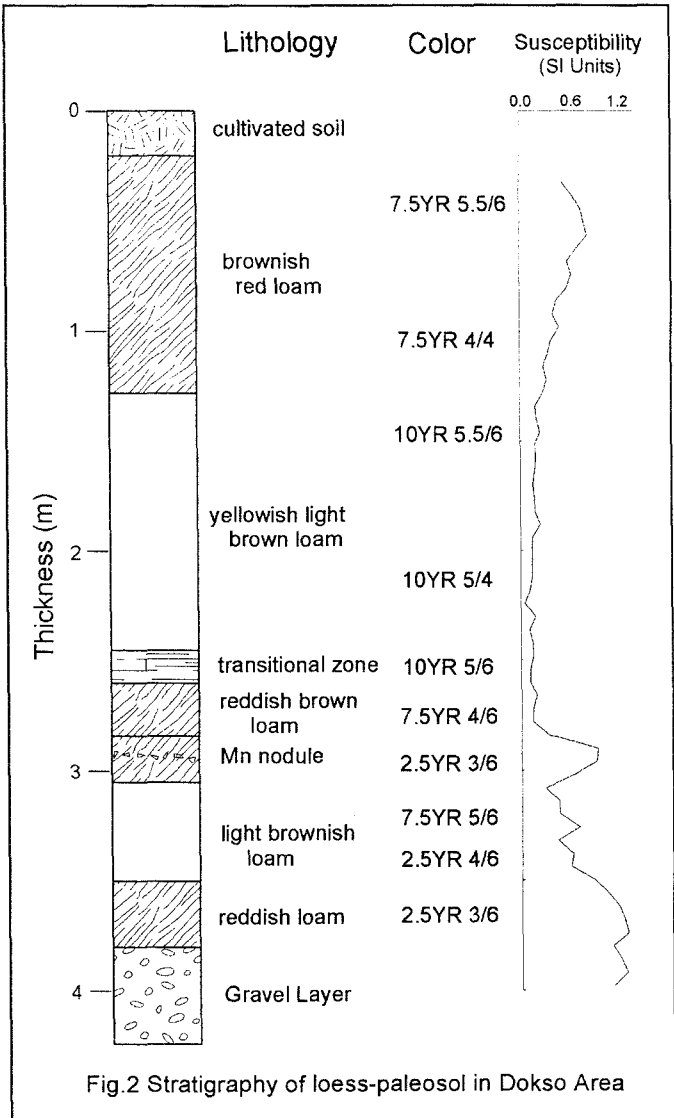 Lithology Color Susceptibility
(SI Units)
0.0 0.6 1.2
0
cultivated soil
7.5YR 5.5/6
brownish
red loam
1
7.5YR 4/4
10YR 5.5/6
yellowish light
brown loam
2
10YR 5/4
Thickness (m)
transitional zone 10YR 5/6
reddish brown
loam
7.5YR 4/6
Mn nodule 2.5YR 3/6
3
7.5YR 5/6
light brownish
loam
2.5YR 4/6
reddish loam 2.5YR 3/6
4
Gravel Layer
Fig.2 Stratigraphy of loess-paleosol in Dokso Area